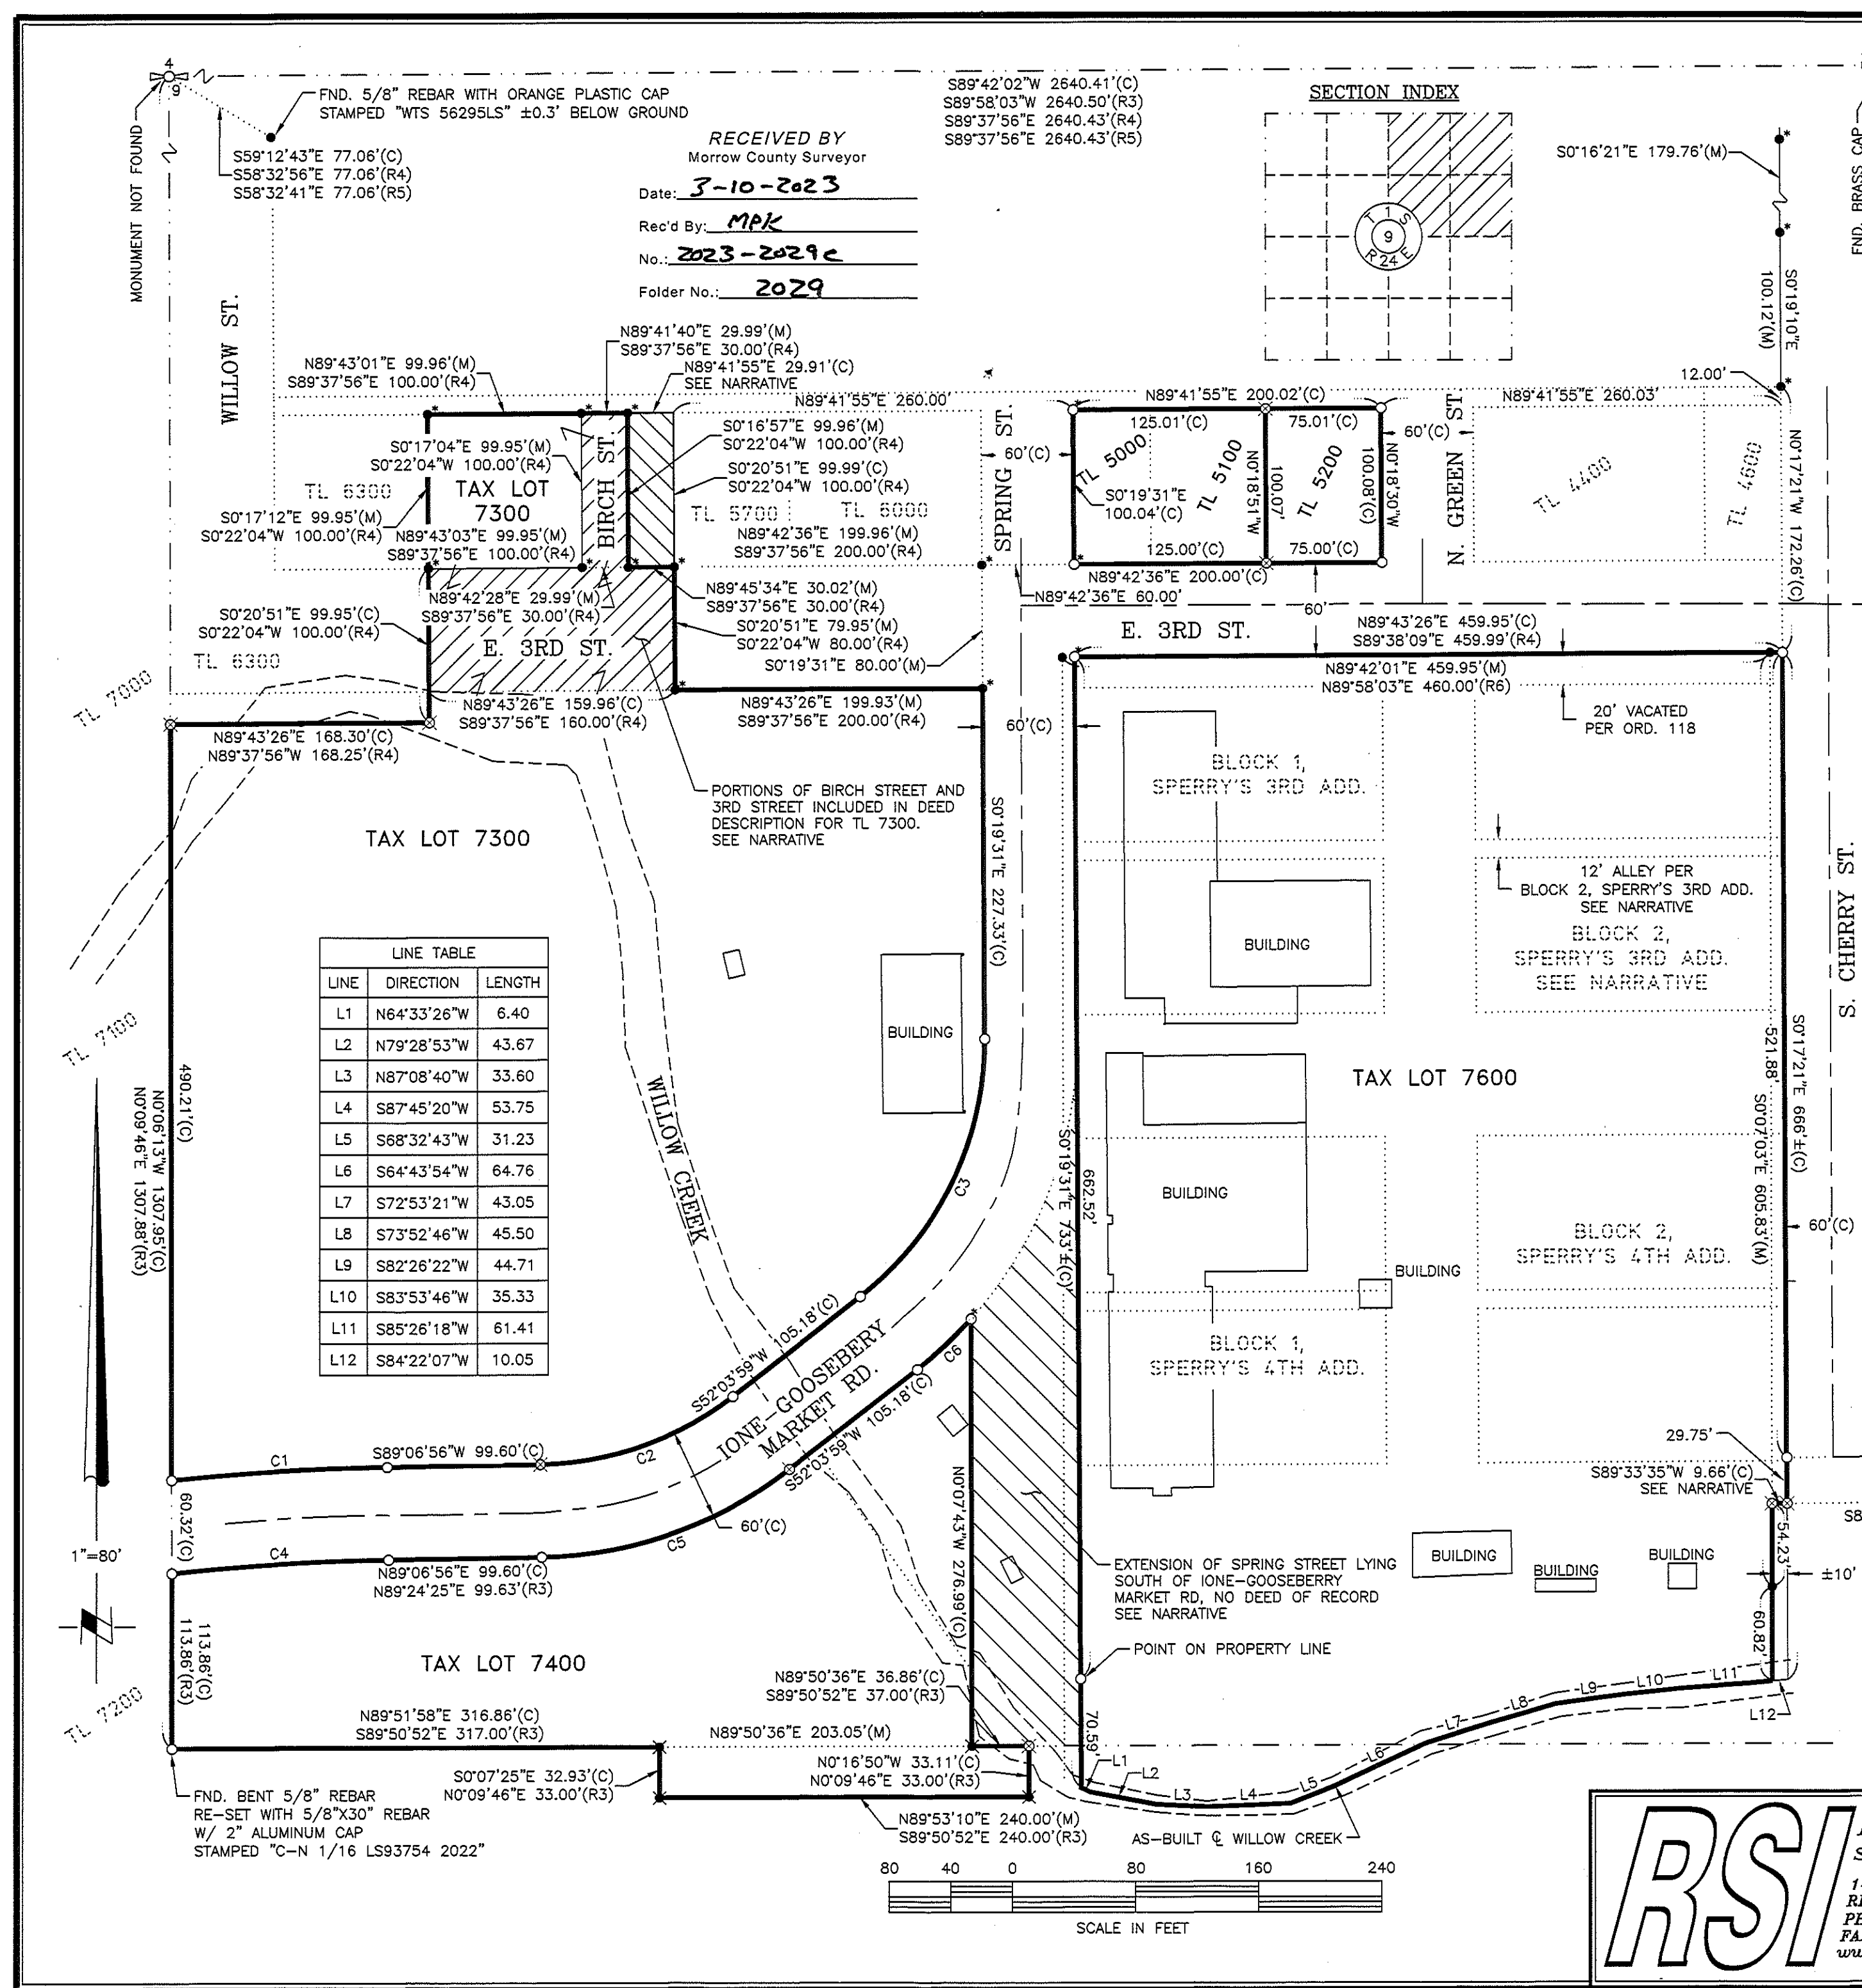 4
9
MONUMENT NOT FOUND
FND. 5/8" REBAR WITH ORANGE PLASTIC CAP
STAMPED "WTS 56295LS" ±0.3' BELOW GROUND
S59°12'43"E 77.06'(C)
S58°32'56"E 77.06'(R4)
S58°32'41"E 77.06'(R5)
RECEIVED BY
Morrow County Surveyor
Date: 3-10-2023
Rec'd By: MPK
No.: 2023-2029c
Folder No.: 2029
S89°42'02"W 2640.41'(C)
S89°58'03"W 2640.50'(R3)
S89°37'56"E 2640.43'(R4)
S89°37'56"E 2640.43'(R5)
SECTION INDEX
T 1 S
9
R 24 E
S0°16'21"E 179.76'(M)
FND. BRASS CAP
S0°19'10"E
100.12'(M)
12.00'
WILLOW ST.
N89°43'01"E 99.96'(M)
S89°37'56"E 100.00'(R4)
N89°41'40"E 29.99'(M)
S89°37'56"E 30.00'(R4)
N89°41'55"E 29.91'(C)
SEE NARRATIVE
N89°41'55"E 260.00'
N89°41'55"E 200.02'(C)
125.01'(C)
75.01'(C)
N89°41'55"E 260.03'
S0°17'04"E 99.95'(M)
S0°22'04"W 100.00'(R4)
S0°16'57"E 99.96'(M)
S0°22'04"W 100.00'(R4)
S0°20'51"E 99.99'(C)
S0°22'04"W 100.00'(R4)
TL 6300
TAX LOT
7300
BIRCH ST.
TL 5700
TL 6000
SPRING ST.
60'(C)
TL 5000
S0°19'31"E
100.04'(C)
TL 5100
N0°18'51"W
100.07'
TL 5200
N0°18'30"W
100.08'(C)
60'(C)
N. GREEN ST.
TL 4400
TL 4600
N0°17'21"W 172.26'(C)
S0°17'12"E 99.95'(M)
S0°22'04"W 100.00'(R4)
N89°43'03"E 99.95'(M)
S89°37'56"E 100.00'(R4)
N89°42'36"E 199.96'(M)
S89°37'56"E 200.00'(R4)
125.00'(C)
75.00'(C)
N89°42'36"E 200.00'(C)
N89°42'36"E 60.00'
N89°42'28"E 29.99'(M)
S89°37'56"E 30.00'(R4)
N89°45'34"E 30.02'(M)
S89°37'56"E 30.00'(R4)
S0°20'51"E 79.95'(M)
S0°22'04"W 80.00'(R4)
S0°19'31"E 80.00'(M)
S0°20'51"E 99.95'(C)
S0°22'04"W 100.00'(R4)
TL 6300
E. 3RD ST.
E. 3RD ST.
60'
N89°43'26"E 459.95'(C)
S89°38'09"E 459.99'(R4)
N89°42'01"E 459.95'(M)
N89°58'03"E 460.00'(R6)
TL 7000
N89°43'26"E 159.96'(C)
S89°37'56"E 160.00'(R4)
N89°43'26"E 199.93'(M)
S89°37'56"E 200.00'(R4)
60'(C)
20' VACATED
PER ORD. 118
N89°43'26"E 168.30'(C)
N89°37'56"W 168.25'(R4)
PORTIONS OF BIRCH STREET AND
3RD STREET INCLUDED IN DEED
DESCRIPTION FOR TL 7300.
SEE NARRATIVE
BLOCK 1,
SPERRY'S 3RD ADD.
TAX LOT 7300
S0°19'31"E 227.33'(C)
12' ALLEY PER
BLOCK 2, SPERRY'S 3RD ADD.
SEE NARRATIVE
BUILDING
BLOCK 2,
SPERRY'S 3RD ADD.
SEE NARRATIVE
S. CHERRY ST.
LINE TABLE
LINE DIRECTION LENGTH
L1 N64°33'26"W 6.40
L2 N79°28'53"W 43.67
L3 N87°08'40"W 33.60
L4 S87°45'20"W 53.75
L5 S68°32'43"W 31.23
L6 S64°43'54"W 64.76
L7 S72°53'21"W 43.05
L8 S73°52'46"W 45.50
L9 S82°26'22"W 44.71
L10 S83°53'46"W 35.33
L11 S85°26'18"W 61.41
L12 S84°22'07"W 10.05
TL 7100
490.21'(C)
N0°06'13"W 1307.95'(C)
N0°09'46"E 1307.88'(R3)
BUILDING
WILLOW CREEK
TAX LOT 7600
521.88'
S0°17'21"E 666'±(C)
S0°07'03"E 605.83'(M)
60'(C)
S0°19'31"E 733'±(C)
662.52'
BUILDING
BUILDING
BLOCK 2,
SPERRY'S 4TH ADD.
BLOCK 1,
SPERRY'S 4TH ADD.
C3
S52°03'59"W 105.18'(C)
IONE-GOOSEBERY
MARKET RD.
C6
S52°03'59"W 105.18'(C)
C1
S89°06'56"W 99.60'(C)
C2
60'(C)
C5
C4
60.32'(C)
N89°06'56"E 99.60'(C)
N89°24'25"E 99.63'(R3)
1"=80'
N0°07'43"W 276.99'(C)
29.75'
S89°33'35"W 9.66'(C)
SEE NARRATIVE
S8
54.23'
±10'
60.82'
BUILDING
BUILDING
BUILDING
EXTENSION OF SPRING STREET LYING
SOUTH OF IONE-GOOSEBERRY
MARKET RD, NO DEED OF RECORD
SEE NARRATIVE
POINT ON PROPERTY LINE
113.86'(C)
113.86'(R3)
TAX LOT 7400
TL 7200
N89°51'58"E 316.86'(C)
S89°50'52"E 317.00'(R3)
N89°50'36"E 36.86'(C)
S89°50'52"E 37.00'(R3)
N89°50'36"E 203.05'(M)
N0°16'50"W 33.11'(C)
N0°09'46"E 33.00'(R3)
S0°07'25"E 32.93'(C)
N0°09'46"E 33.00'(R3)
N89°53'10"E 240.00'(M)
S89°50'52"E 240.00'(R3)
70.59'
L1
L2
L3
L4
L5
L6
L7
L8
L9
L10
L11
L12
AS-BUILT ℄ WILLOW CREEK
FND. BENT 5/8" REBAR
RE-SET WITH 5/8"X30" REBAR
W/ 2" ALUMINUM CAP
STAMPED "C-N 1/16 LS93754 2022"
80 40 0 80 160 240
SCALE IN FEET
RSI